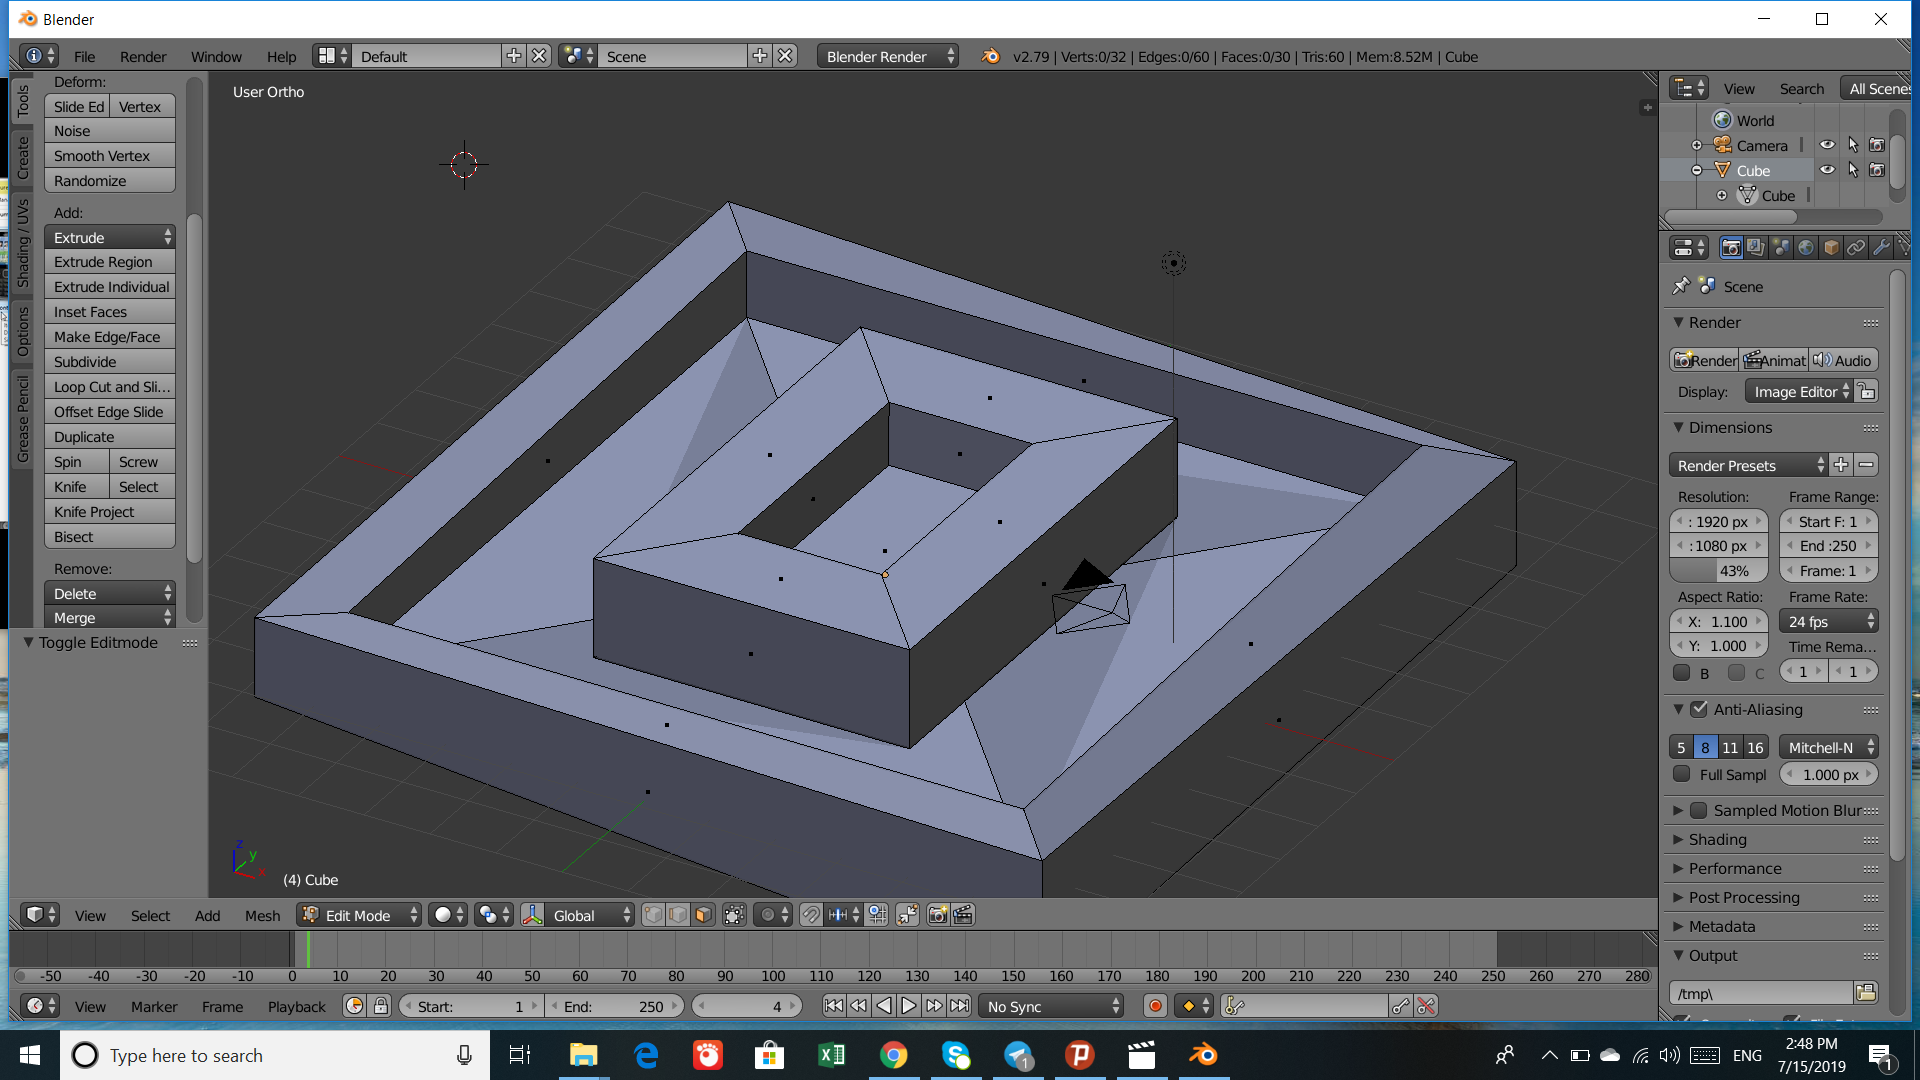 Blender
File Render Window Help Default Scene Blender Render v2.79 | Verts:0/32 | Edges:0/60 | Faces:0/30 | Tris:60 | Mem:8.52M | Cube
Tools
Create
Shading / UVs
Options
Grease Pencil
Deform:
Slide Ed Vertex
Noise
Smooth Vertex
Randomize
Add:
Extrude
Extrude Region
Extrude Individual
Inset Faces
Make Edge/Face
Subdivide
Loop Cut and Sli...
Offset Edge Slide
Duplicate
Spin Screw
Knife Select
Knife Project
Bisect
Remove:
Delete
Merge
Toggle Editmode
User Ortho
z
y
x
(4) Cube
View Search All Scenes
World
Camera
Cube
Cube
Scene
Render
Render Animat Audio
Display: Image Editor
Dimensions
Render Presets
Resolution: Frame Range:
: 1920 px Start F: 1
: 1080 px End :250
43% Frame: 1
Aspect Ratio: Frame Rate:
X: 1.100 24 fps
Y: 1.000 Time Rema...
B C 1 1
Anti-Aliasing
5 8 11 16 Mitchell-N
Full Sampl 1.000 px
Sampled Motion Blur
Shading
Performance
Post Processing
Metadata
Output
/tmp\
View Select Add Mesh Edit Mode Global
-50 -40 -30 -20 -10 0 10 20 30 40 50 60 70 80 90 100 110 120 130 140 150 160 170 180 190 200 210 220 230 240 250 260 270 280
View Marker Frame Playback Start: 1 End: 250 4 No Sync
Type here to search
ENG
2:48 PM
7/15/2019
1
1